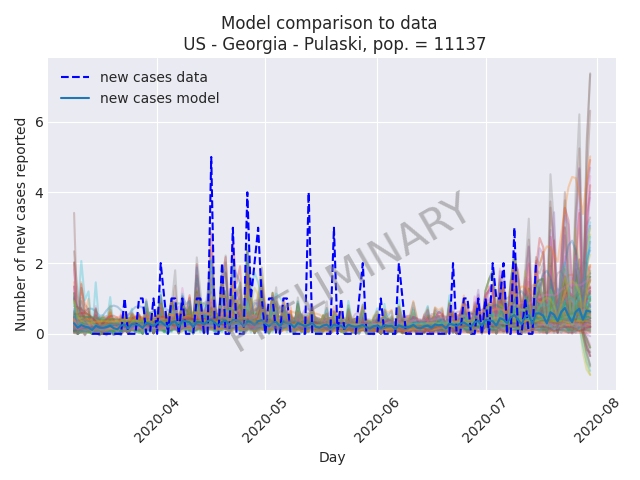 Model comparison to data
US - Georgia - Pulaski, pop. = 11137
new cases data
new cases model
Number of new cases reported
6
4
2
0
PRELIMINARY
2020-04
2020-05
2020-06
2020-07
2020-08
Day